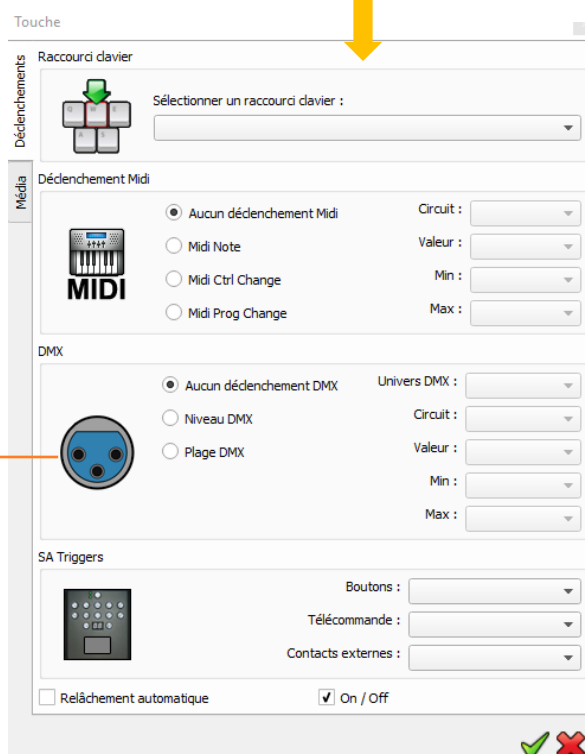 Touche
Déclenchements
Média
Raccourci clavier
Q W E
A S
Sélectionner un raccourci clavier :
Déclenchement Midi
MIDI
Aucun déclenchement Midi
Midi Note
Midi Ctrl Change
Midi Prog Change
Circuit :
Valeur :
Min :
Max :
DMX
Aucun déclenchement DMX
Niveau DMX
Plage DMX
Univers DMX :
Circuit :
Valeur :
Min :
Max :
SA Triggers
Boutons :
Télécommande :
Contacts externes :
Relâchement automatique
On / Off